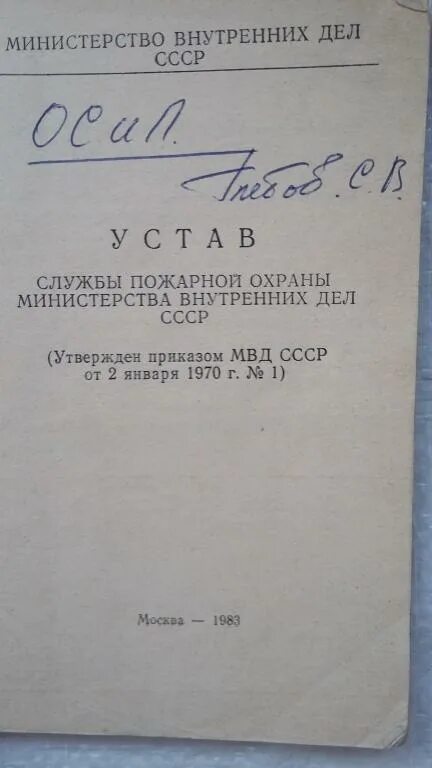 МИНИСТЕРСТВО ВНУТРЕННИХ ДЕЛ
СССР
ОС и П.
Глебов. С. В.
УСТАВ
СЛУЖБЫ ПОЖАРНОЙ ОХРАНЫ
МИНИСТЕРСТВА ВНУТРЕННИХ ДЕЛ
СССР
(Утвержден приказом МВД СССР
от 2 января 1970 г. № 1)
Москва — 1983